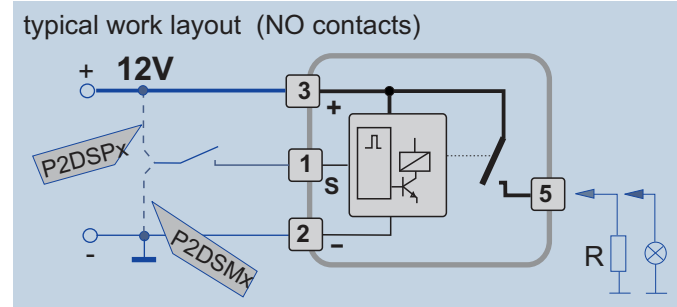 typical work layout (NO contacts)
+ 12V
3
+
P2DSPx
1
S
5
2
-
P2DSMx
-
R